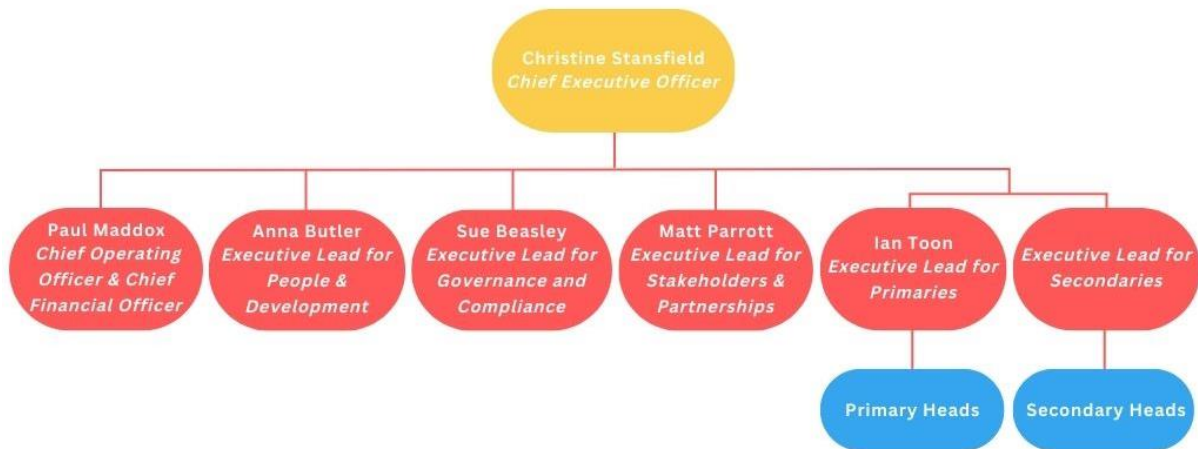 Christine Stansfield
Chief Executive Officer
Paul Maddox
Chief Operating
Officer & Chief
Financial Officer
Anna Butler
Executive Lead for
People &
Development
Sue Beasley
Executive Lead for
Governance and
Compliance
Matt Parrott
Executive Lead for
Stakeholders &
Partnerships
Ian Toon
Executive Lead for
Primaries
Executive Lead for
Secondaries
Primary Heads
Secondary Heads